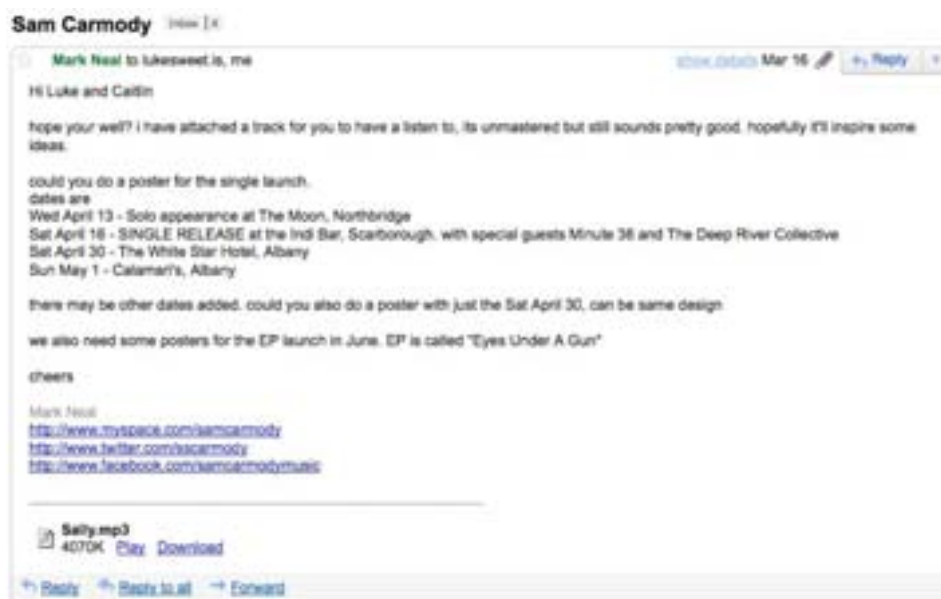 Sam Carmody Inbox | X
Mark Neal to lukesweet.is, me show details Mar 16 Reply
Hi Luke and Caitlin
hope your well? i have attached a track for you to have a listen to, its unmastered but still sounds pretty good. hopefully it'll inspire some
ideas.
could you do a poster for the single launch.
dates are
Wed April 13 - Solo appearance at The Moon, Northbridge
Sat April 16 - SINGLE RELEASE at the Indi Bar, Scarborough, with special guests Minute 36 and The Deep River Collective
Sat April 30 - The White Star Hotel, Albany
Sun May 1 - Calamari's, Albany
there may be other dates added. could you also do a poster with just the Sat April 30, can be same design
we also need some posters for the EP launch in June. EP is called "Eyes Under A Gun"
cheers
Mark Neal
http://www.myspace.com/samcarmody
http://www.twitter.com/sscarmody
http://www.facebook.com/samcarmodymusic
Sally.mp3
4070K Play Download
Reply Reply to all Forward